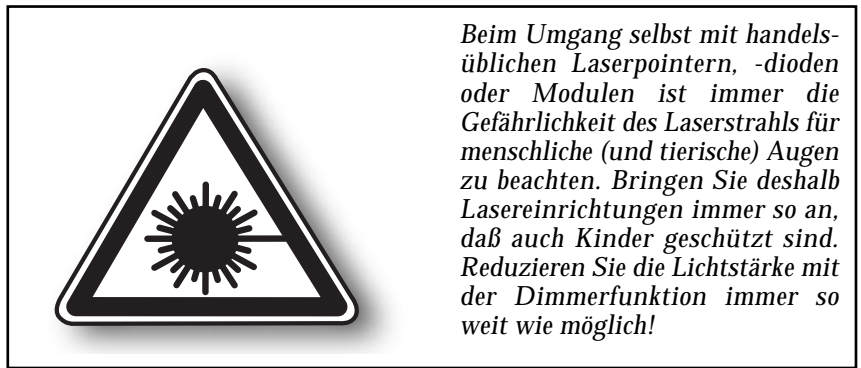 Beim Umgang selbst mit handels-
üblichen Laserpointern, -dioden
oder Modulen ist immer die
Gefährlichkeit des Laserstrahls für
menschliche (und tierische) Augen
zu beachten. Bringen Sie deshalb
Lasereinrichtungen immer so an,
daß auch Kinder geschützt sind.
Reduzieren Sie die Lichtstärke mit
der Dimmerfunktion immer so
weit wie möglich!